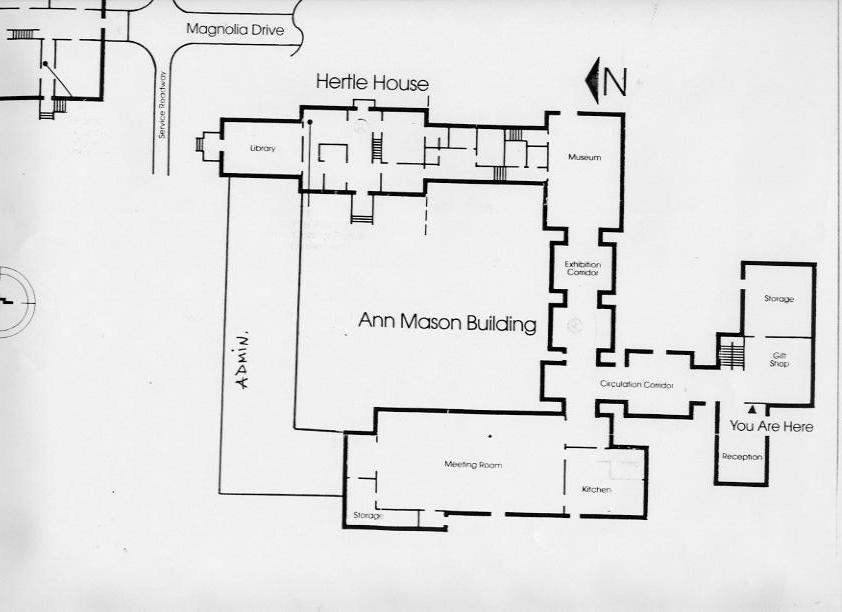 Magnolia Drive
Service Roadway
Hertle House
N
Library
Museum
Exhibition
Corridor
Storage
Ann Mason Building
Gift
Shop
ADMIN.
Circulation Corridor
You Are Here
Reception
Meeting Room
Kitchen
Storage